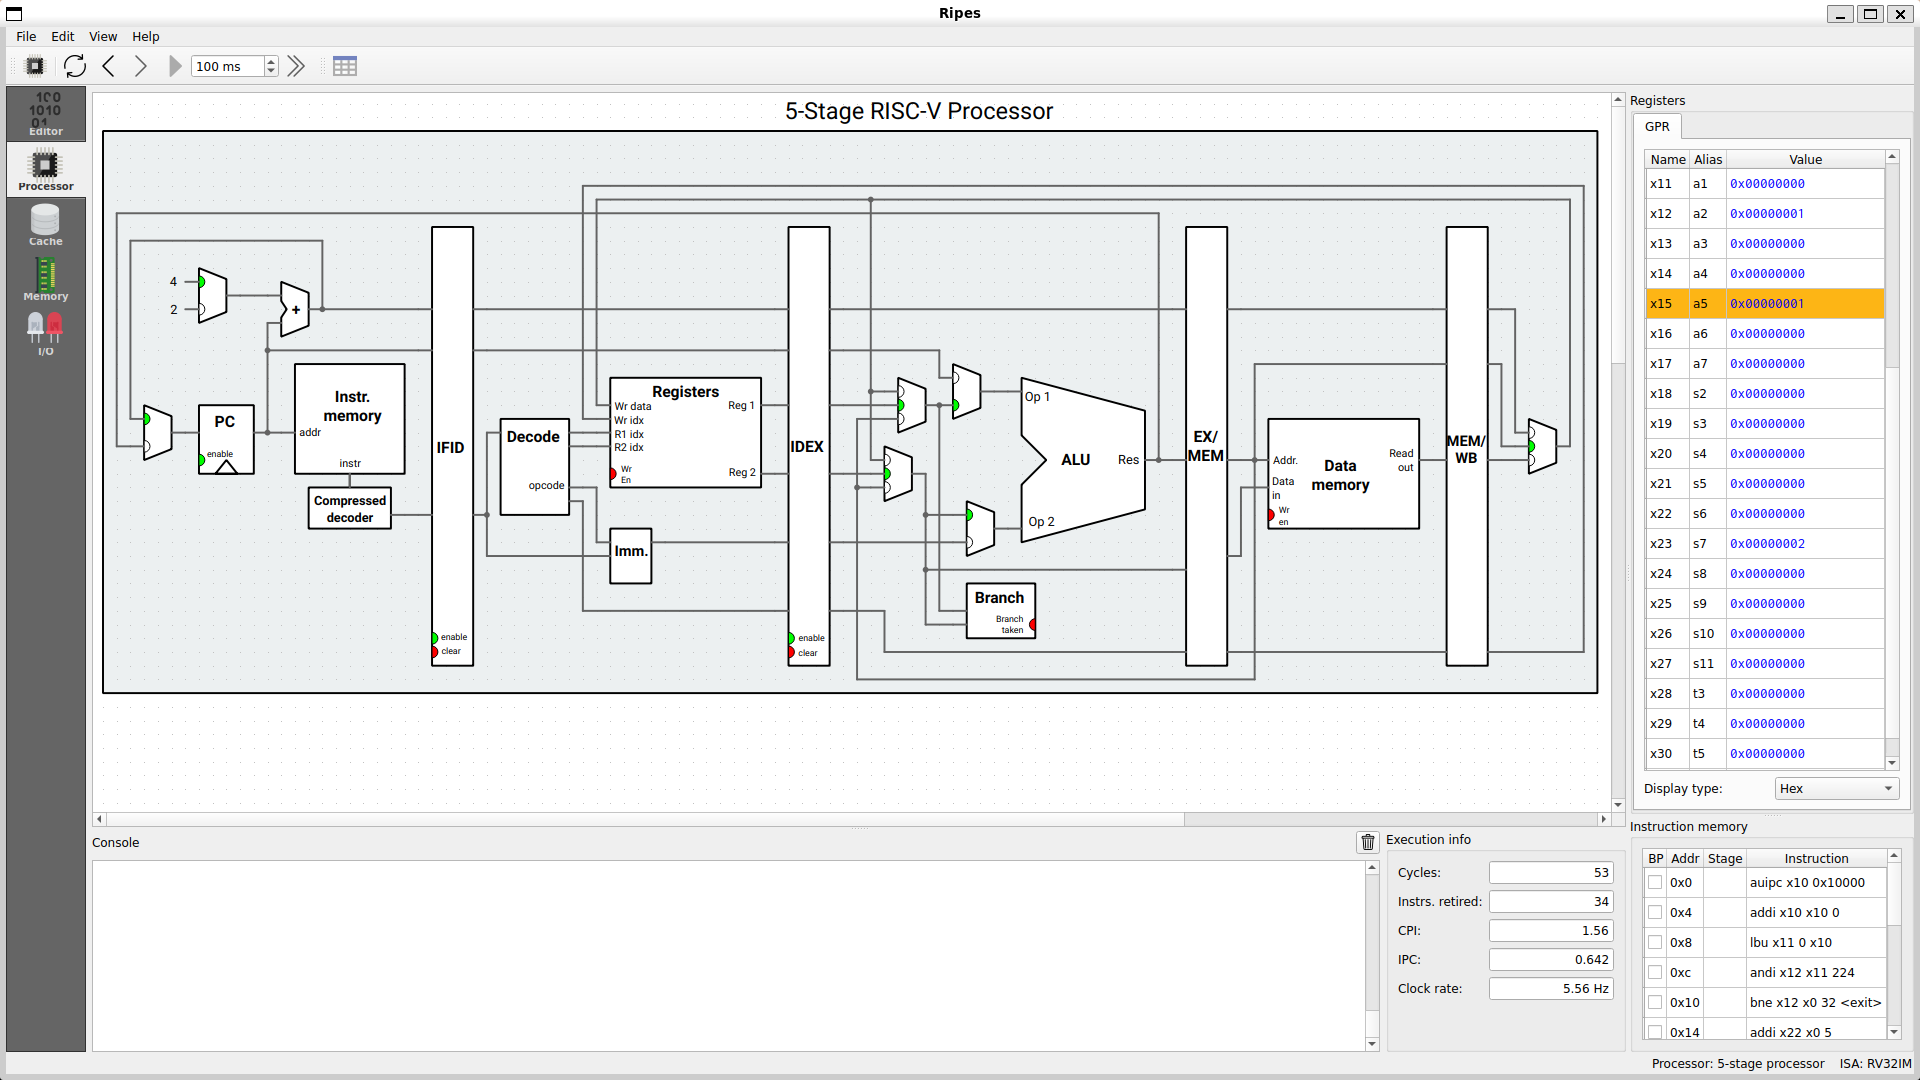 Ripes
File Edit View Help
100 ms
Editor
Processor
Cache
Memory
I/O
5-Stage RISC-V Processor
4
2
+
PC
enable
Instr.
memory
addr
instr
Compressed
decoder
IFID
enable
clear
Decode
opcode
Registers
Wr data
Wr idx
R1 idx
R2 idx
Wr
En
Reg 1
Reg 2
Imm.
IDEX
enable
clear
Op 1
ALU
Res
Op 2
Branch
Branch
taken
EX/
MEM
Addr.
Data
in
Wr
en
Data
memory
Read
out
MEM/
WB
Registers
GPR
Name Alias Value
x11 a1 0x00000000
x12 a2 0x00000001
x13 a3 0x00000000
x14 a4 0x00000000
x15 a5 0x00000001
x16 a6 0x00000000
x17 a7 0x00000000
x18 s2 0x00000000
x19 s3 0x00000000
x20 s4 0x00000000
x21 s5 0x00000000
x22 s6 0x00000000
x23 s7 0x00000002
x24 s8 0x00000000
x25 s9 0x00000000
x26 s10 0x00000000
x27 s11 0x00000000
x28 t3 0x00000000
x29 t4 0x00000000
x30 t5 0x00000000
Display type: Hex
Console
Execution info
Cycles: 53
Instrs. retired: 34
CPI: 1.56
IPC: 0.642
Clock rate: 5.56 Hz
Instruction memory
BP Addr Stage Instruction
0x0 auipc x10 0x10000
0x4 addi x10 x10 0
0x8 lbu x11 0 x10
0xc andi x12 x11 224
0x10 bne x12 x0 32 <exit>
0x14 addi x22 x0 5
Processor: 5-stage processor ISA: RV32IM